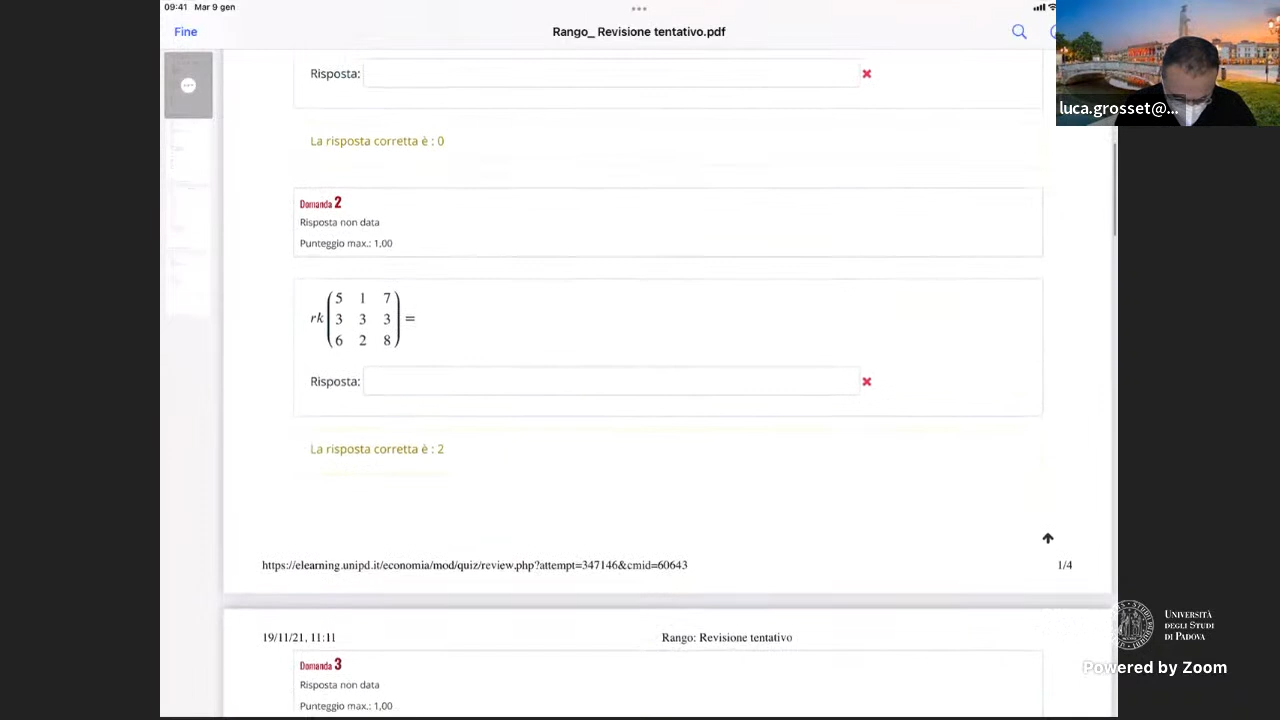 09:41 Mar 9 gen
Fine
Rango_ Revisione tentativo.pdf
luca.grosset@...
Risposta:
La risposta corretta è : 0
Domanda 2
Risposta non data
Punteggio max.: 1,00
5 1 7
rk 3 3 3 =
6 2 8
Risposta:
La risposta corretta è : 2
https://elearning.unipd.it/economia/mod/quiz/review.php?attempt=347146&cmid=60643
1/4
19/11/21, 11:11
Rango: Revisione tentativo
Domanda 3
Risposta non data
Punteggio max.: 1,00
Università
degli Studi
di Padova
Powered by Zoom